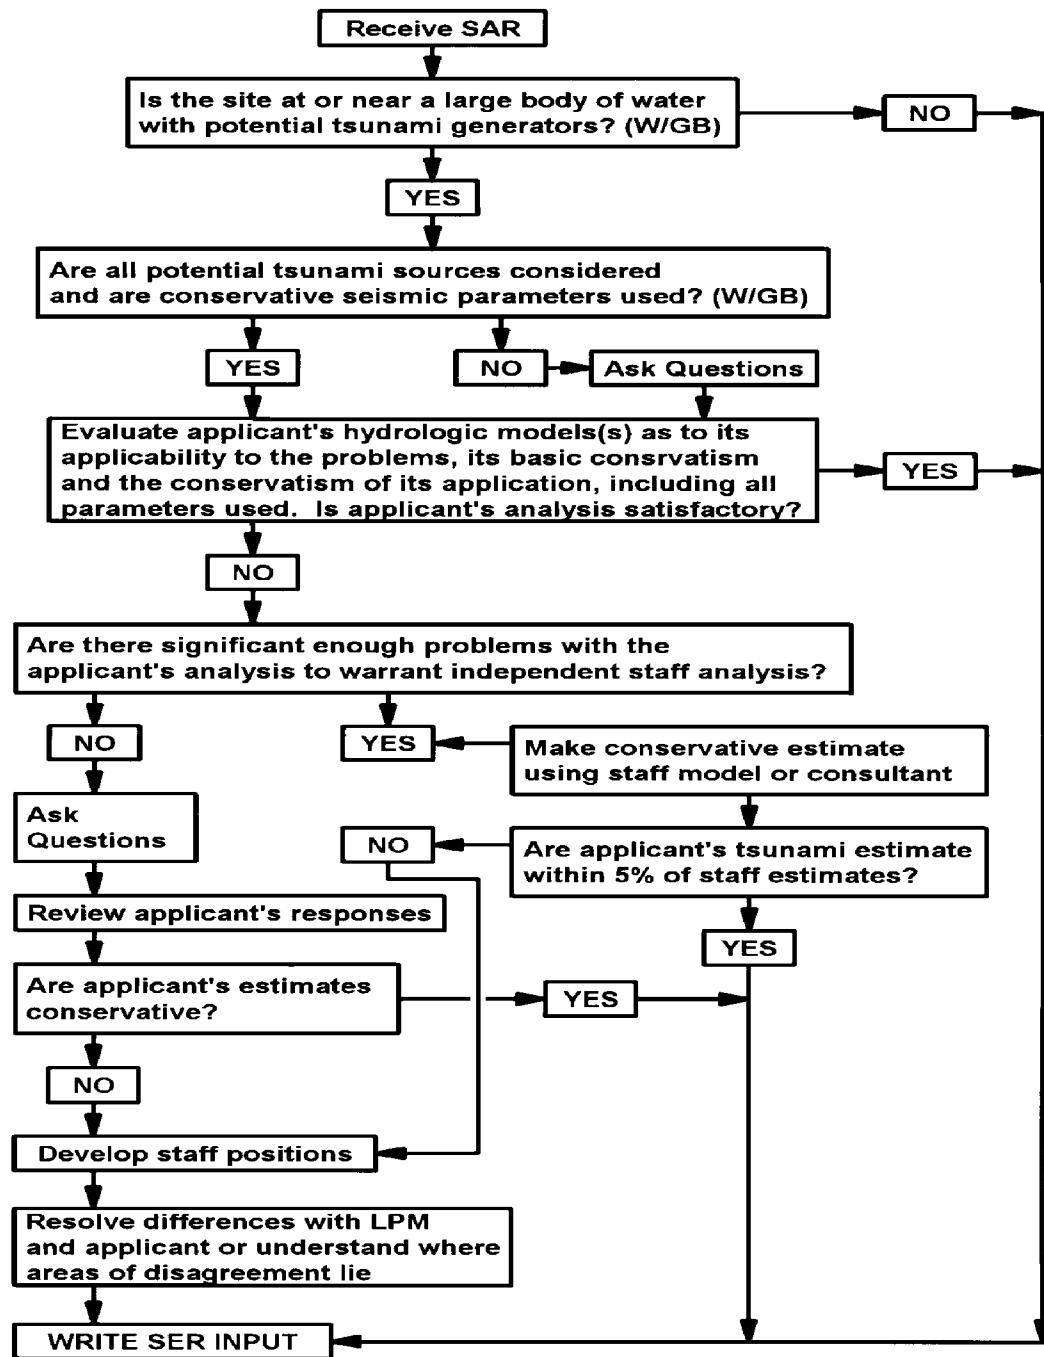 Receive SAR
Is the site at or near a large body of water
with potential tsunami generators? (W/GB)
NO
YES
Are all potential tsunami sources considered
and are conservative seismic parameters used? (W/GB)
YES
NO
Ask Questions
Evaluate applicant's hydrologic models(s) as to its
applicability to the problems, its basic consrvatism
and the conservatism of its application, including all
parameters used. Is applicant's analysis satisfactory?
YES
NO
Are there significant enough problems with the
applicant's analysis to warrant independent staff analysis?
NO
YES
Make conservative estimate
using staff model or consultant
Ask
Questions
NO
Are applicant's tsunami estimate
within 5% of staff estimates?
Review applicant's responses
YES
Are applicant's estimates
conservative?
YES
NO
Develop staff positions
Resolve differences with LPM
and applicant or understand where
areas of disagreement lie
WRITE SER INPUT